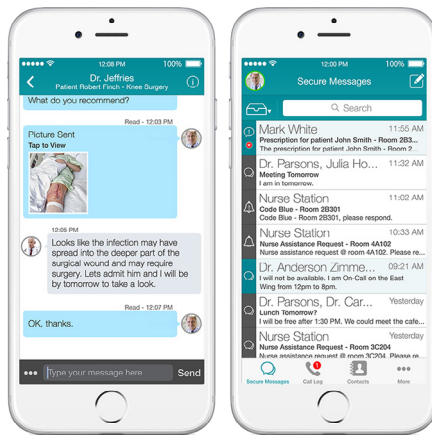 12:08 PM
100%
Dr. Jeffries
Patient Robert Finch - Knee Surgery
What do you recommend?
Read - 12:03 PM
Picture Sent
Tap to View
12:05 PM
Looks like the infection may have
spread into the deeper part of the
surgical wound and may require
surgery. Lets admit him and I will be
by tomorrow to take a look.
Read - 12:07 PM
OK, thanks.
Type your message here
Send
12:00 PM
100%
Secure Messages
Search
Mark White 11:55 AM
Prescription for patient John Smith - Room 2B3...
The prescription for patient John Smith - Room 2...
Dr. Parsons, Julia Ho... 11:32 AM
Meeting Tomorrow
I am in tomorrow.
Nurse Station 11:02 AM
Code Blue - Room 2B301
Code Blue - Room 2B301, please respond.
Nurse Station 10:33 AM
Nurse Assistance Request - Room 4A102
Nurse assistance request @ room 4A102. Please re...
Dr. Anderson Zimme... 09:21 AM
I will not be available. I am On-Call on the East
Wing from 12pm to 8pm.
Dr. Parsons, Dr. Car... Yesterday
Lunch Tomorrow?
I will be free after 1:30 PM. We could meet the cafe...
Nurse Station Yesterday
Nurse Assistance Request - Room 3C204
Nurse assistance request @ room 3C204. Please re...
Secure Messages
Call Log
Contacts
More